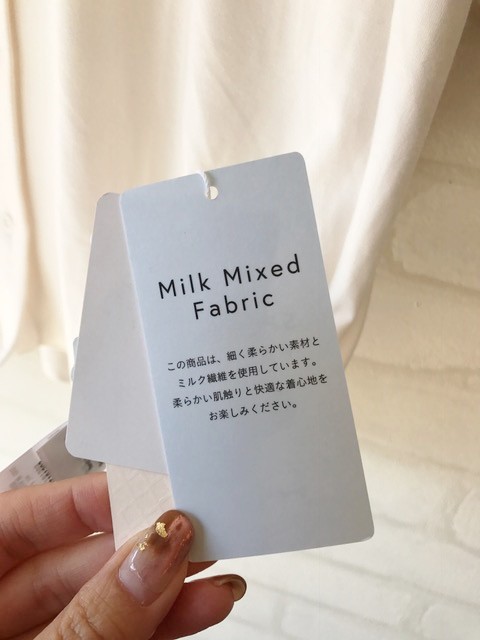 Milk Mixed
Fabric
この商品は、細く柔らかい素材と
ミルク繊維を使用しています。
柔らかい肌触りと快適な着心地を
お楽しみください。